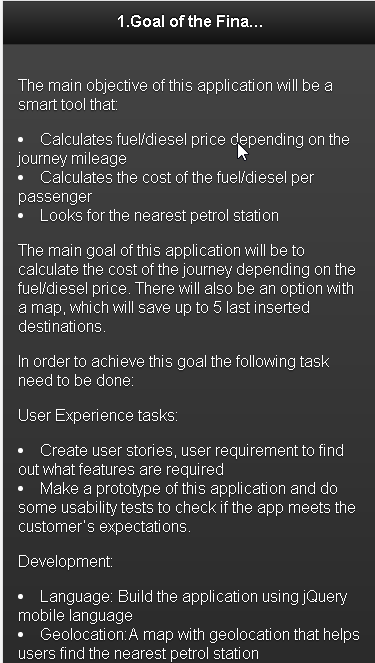 1.Goal of the Fina...
The main objective of this application will be a
smart tool that:
• Calculates fuel/diesel price depending on the
journey mileage
• Calculates the cost of the fuel/diesel per
passenger
• Looks for the nearest petrol station
The main goal of this application will be to
calculate the cost of the journey depending on the
fuel/diesel price. There will also be an option with
a map, which will save up to 5 last inserted
destinations.
In order to achieve this goal the following task
need to be done:
User Experience tasks:
• Create user stories, user requirement to find
out what features are required
• Make a prototype of this application and do
some usability tests to check if the app meets the
customer's expectations.
Development:
• Language: Build the application using jQuery
mobile language
• Geolocation:A map with geolocation that helps
users find the nearest petrol station